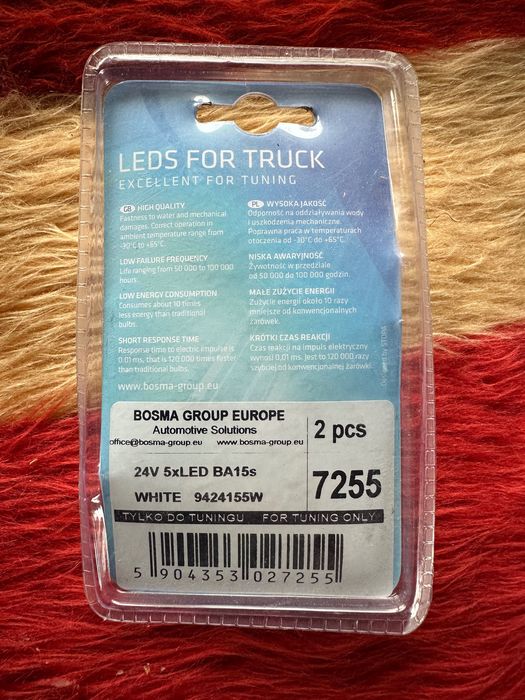 LEDS FOR TRUCK
EXCELLENT FOR TUNING
GB HIGH QUALITY
Fastness to water and mechanical
damages. Correct operation in
ambient temperature range from
-30°C to +65°C.
LOW FAILURE FREQUENCY
Life ranging from 50 000 to 100 000
hours.
LOW ENERGY CONSUMPTION
Consumes about 10 times
less energy than traditional
bulbs.
SHORT RESPONSE TIME
Response time to electric impulse is
0.01 ms, that is 120 000 times faster
than traditional bulbs.
www.bosma-group.eu
PL WYSOKA JAKOŚĆ
Odporność na oddziaływania wody
i uszkodzenia mechaniczne.
Poprawna praca w temperaturach
otoczenia od -30°C do +65°C.
NISKA AWARYJNOŚĆ
Żywotność w przedziale
od 50 000 do 100 000 godzin.
MAŁE ZUŻYCIE ENERGII
Zużycie energii około 10 razy
mniejsze od konwencjonalnych
żarówek.
KRÓTKI CZAS REAKCJI
Czas reakcji na impuls elektryczny
wynosi 0,01 ms. Jest to 120 000 razy
szybciej od konwencjonalnej żarówki.
BOSMA GROUP EUROPE
Automotive Solutions
office@bosma-group.eu www.bosma-group.eu
2 pcs
24V 5xLED BA15s
WHITE 9424155W
7255
TYLKO DO TUNINGU FOR TUNING ONLY
5 904353 027255